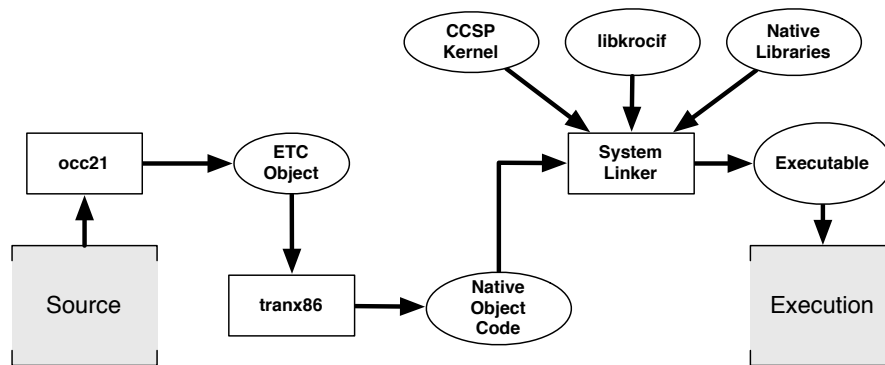 CCSP
Kernel
libkrocif
Native
Libraries
occ21
ETC
Object
System
Linker
Executable
Source
tranx86
Native
Object
Code
Execution